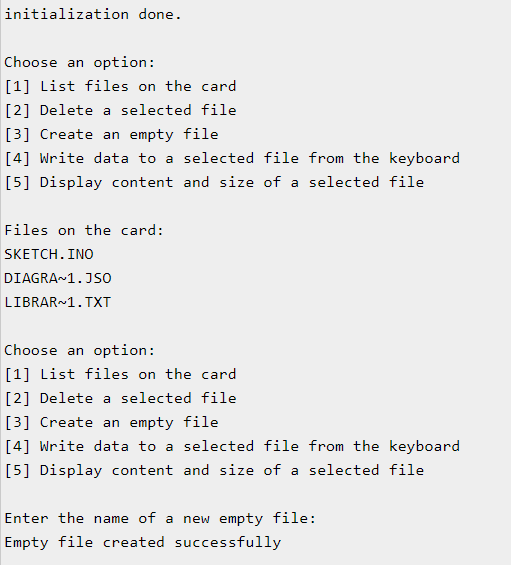 initialization done.
Choose an option:
[1] List files on the card
[2] Delete a selected file
[3] Create an empty file
[4] Write data to a selected file from the keyboard
[5] Display content and size of a selected file
Files on the card:
SKETCH.INO
DIAGRA~1.JSO
LIBRAR~1.TXT
Choose an option:
[1] List files on the card
[2] Delete a selected file
[3] Create an empty file
[4] Write data to a selected file from the keyboard
[5] Display content and size of a selected file
Enter the name of a new empty file:
Empty file created successfully